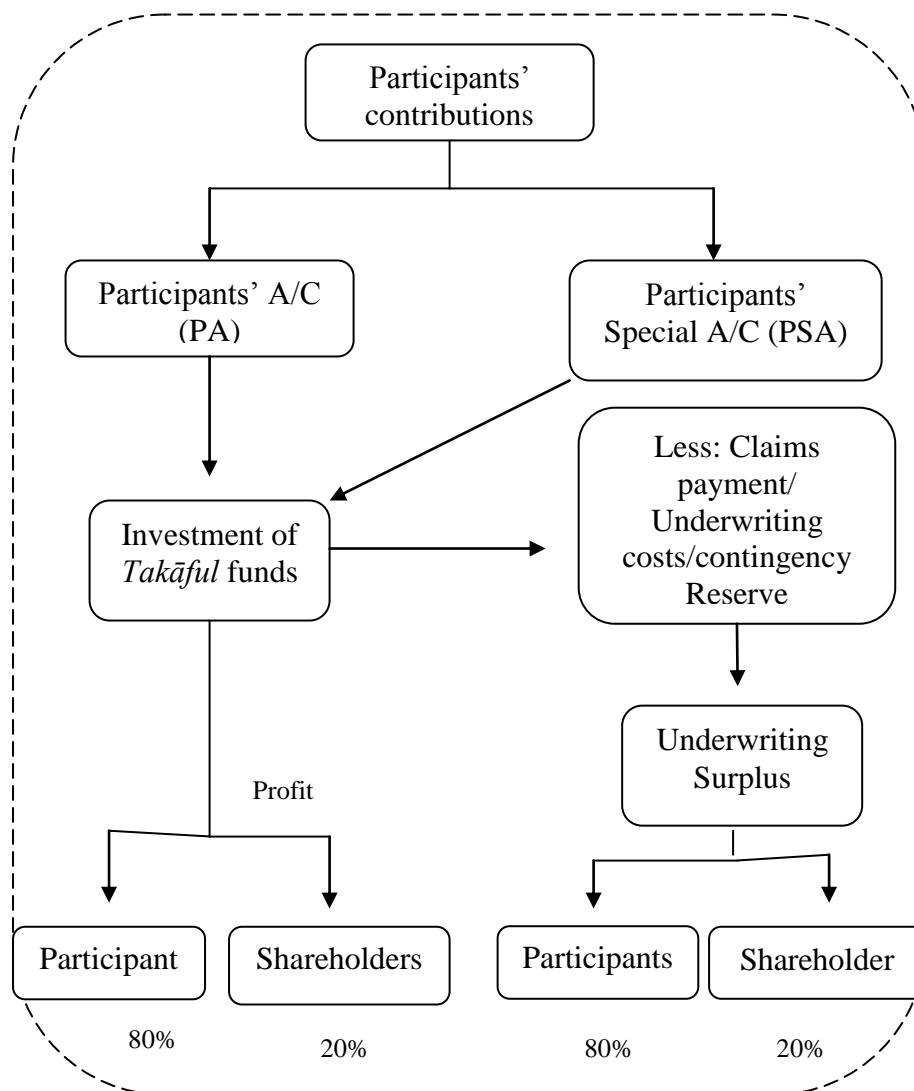 Participants’
contributions
Participants’ A/C
(PA)
Participants’
Special A/C (PSA)
Less: Claims
payment/
Underwriting
costs/contingency
Reserve
Investment of
Takāful funds
Underwriting
Surplus
Profit
Participant
Shareholders
Participants
Shareholder
80%
20%
80%
20%